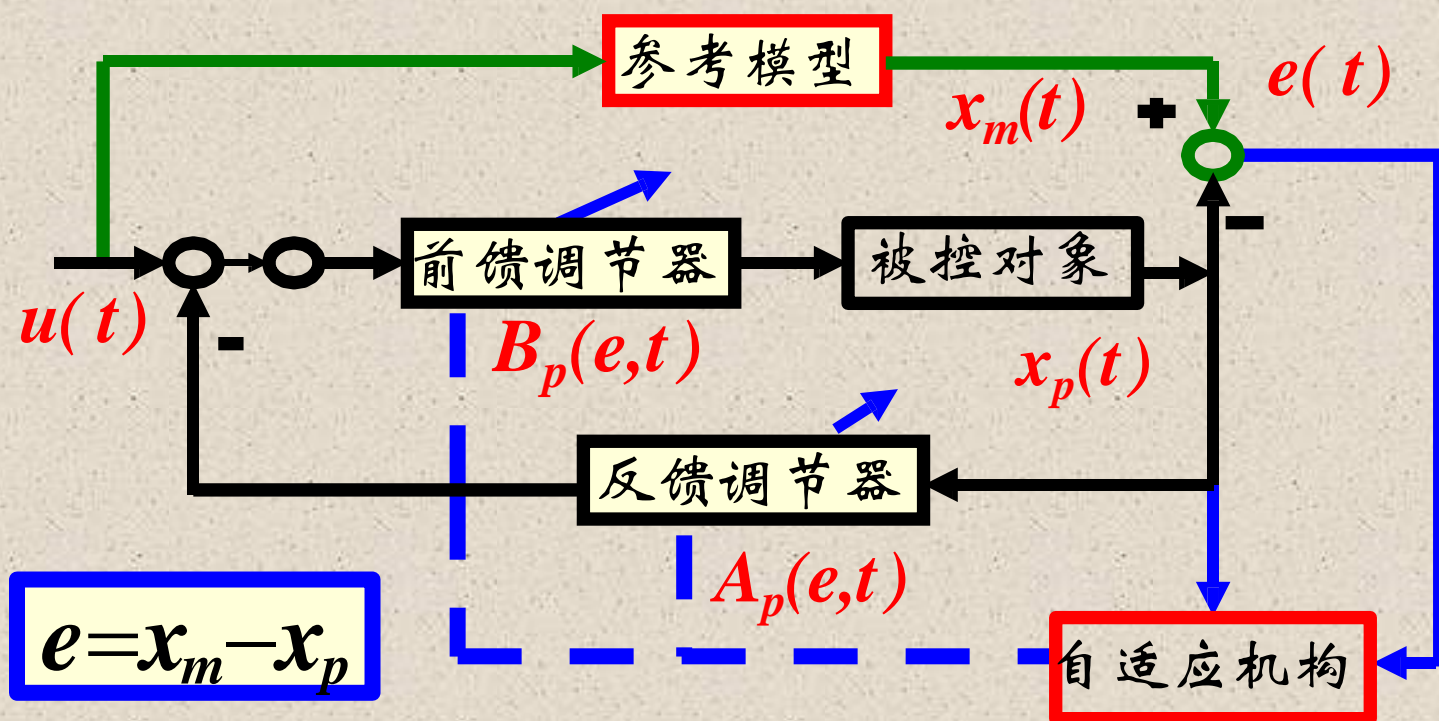 参考模型
e(t)
x_m(t)
+
前馈调节器
被控对象
-
u(t)
-
B_p(e,t)
x_p(t)
反馈调节器
A_p(e,t)
e=x_m-x_p
自适应机构